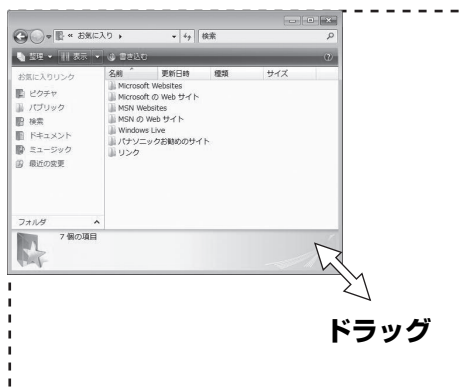 « お気に入り
検索
整理
表示
書き込む
お気に入りリンク
ピクチャ
パブリック
検索
ドキュメント
ミュージック
最近の変更
フォルダ
名前 更新日時 種類 サイズ
Microsoft Websites
Microsoft の Web サイト
MSN Websites
MSN の Web サイト
Windows Live
パナソニックお勧めのサイト
リンク
7 個の項目
ドラッグ